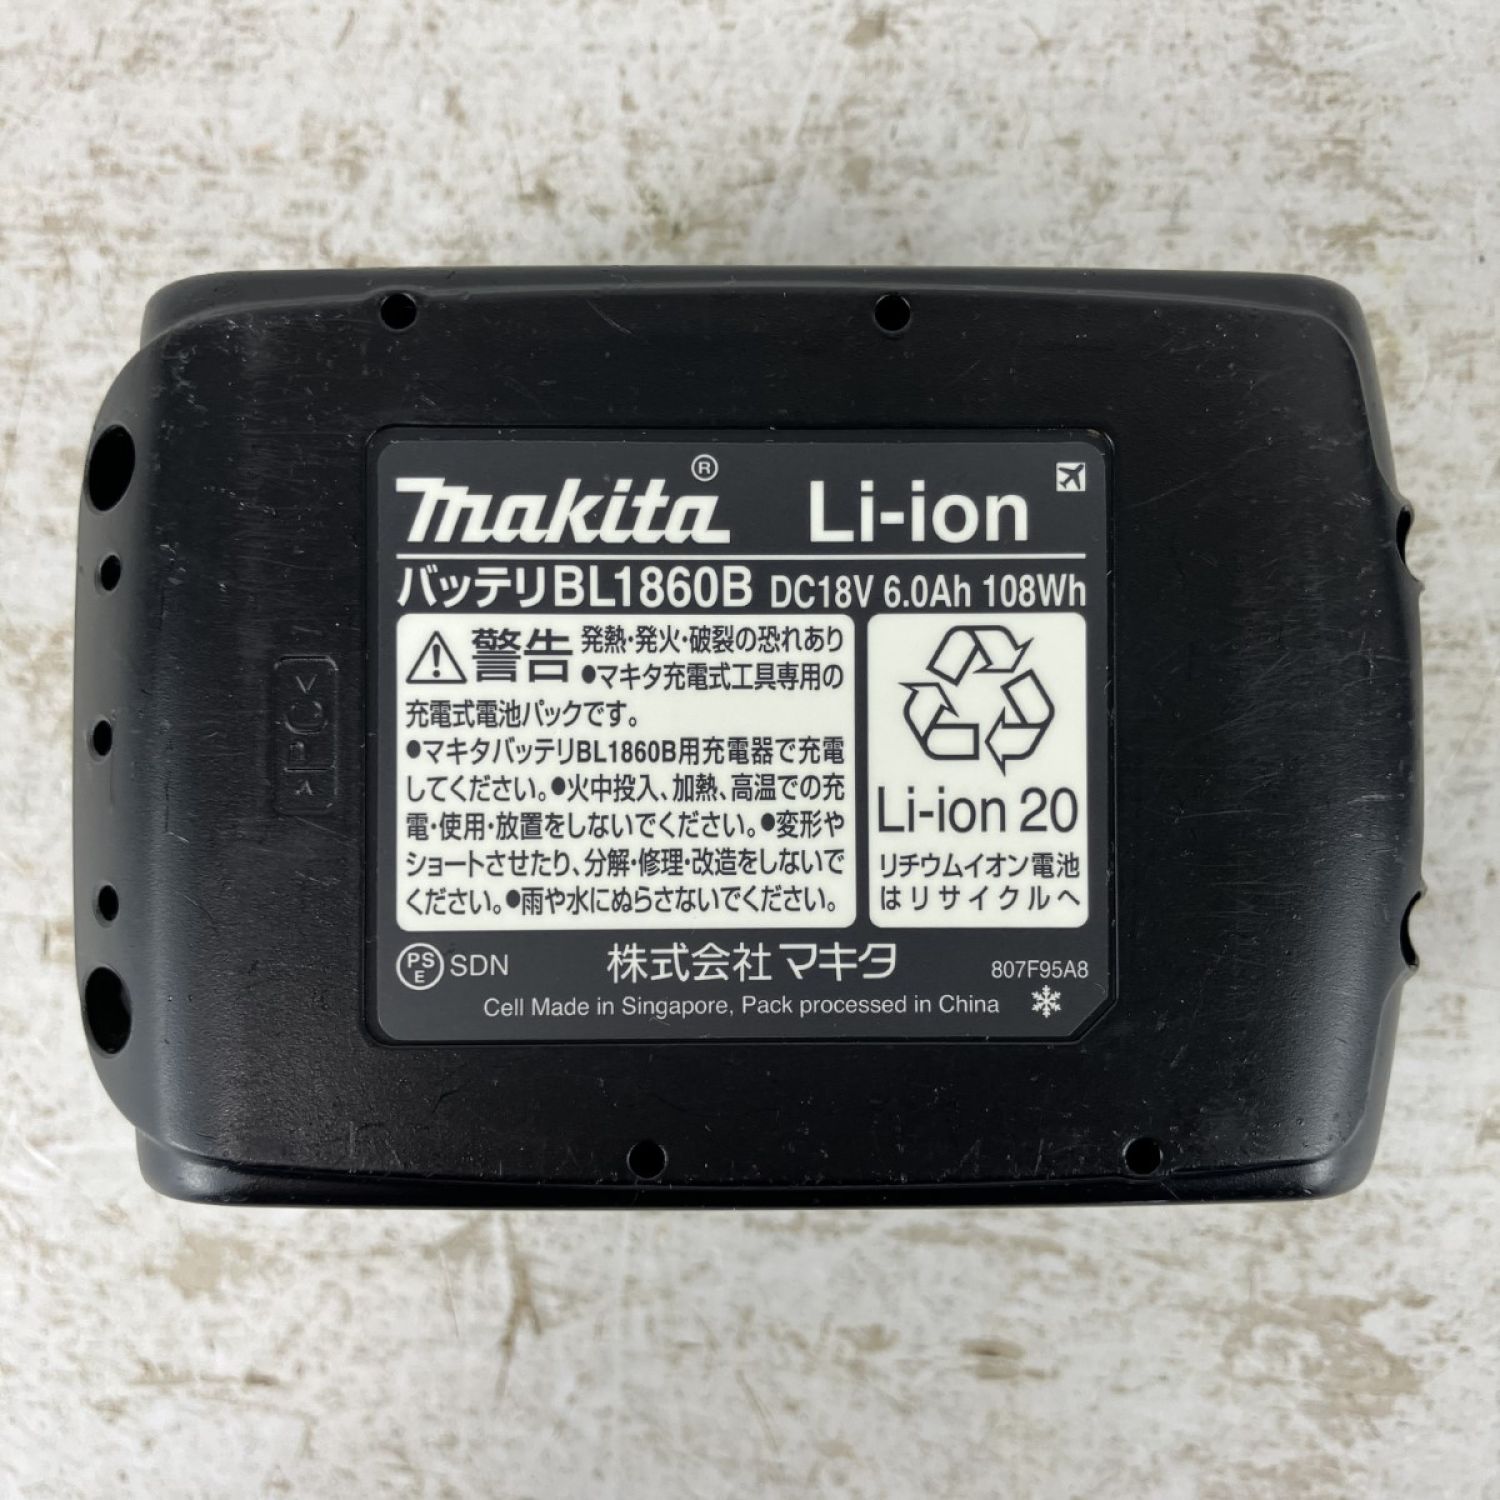 makita® Li-ion
バッテリBL1860B DC18V 6.0Ah 108Wh
警告 発熱・発火・破裂の恐れあり
●マキタ充電式工具専用の
充電式電池パックです。
●マキタバッテリBL1860B用充電器で充電
してください。●火中投入、加熱、高温での充
電・使用・放置をしないでください。●変形や
ショートさせたり、分解・修理・改造をしないで
ください。●雨や水にぬらさないでください。
Li-ion 20
リチウムイオン電池
はリサイクルへ
PS
E
SDN
株式会社マキタ
807F95A8
Cell Made in Singapore, Pack processed in China
>PC<